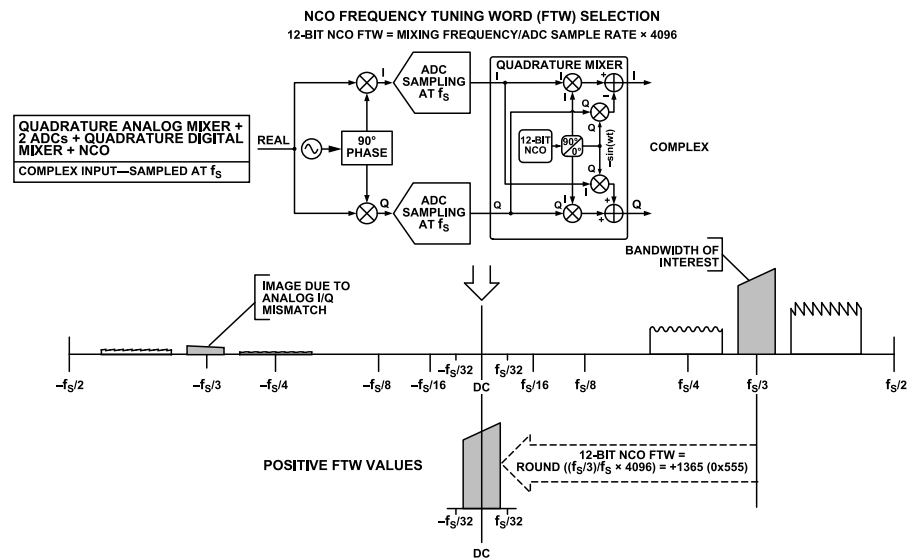 NCO FREQUENCY TUNING WORD (FTW) SELECTION
12-BIT NCO FTW = MIXING FREQUENCY/ADC SAMPLE RATE × 4096
QUADRATURE ANALOG MIXER +
2 ADCs + QUADRATURE DIGITAL
MIXER + NCO
COMPLEX INPUT—SAMPLED AT fS
REAL
90°
PHASE
I
Q
ADC
SAMPLING
AT fS
ADC
SAMPLING
AT fS
QUADRATURE MIXER
I
I
I
+
I
–
Q
Q
12-BIT
NCO
90°
0°
–sin(wt)
COMPLEX
Q
I
+
Q
Q
Q
+
Q
BANDWIDTH OF
INTEREST
IMAGE DUE TO
ANALOG I/Q
MISMATCH
–fS/2
–fS/3
–fS/4
–fS/8
–fS/16
–fS/32
DC
fS/32
fS/16
fS/8
fS/4
fS/3
fS/2
POSITIVE FTW VALUES
12-BIT NCO FTW =
ROUND ((fS/3)/fS × 4096) = +1365 (0x555)
–fS/32
fS/32
DC